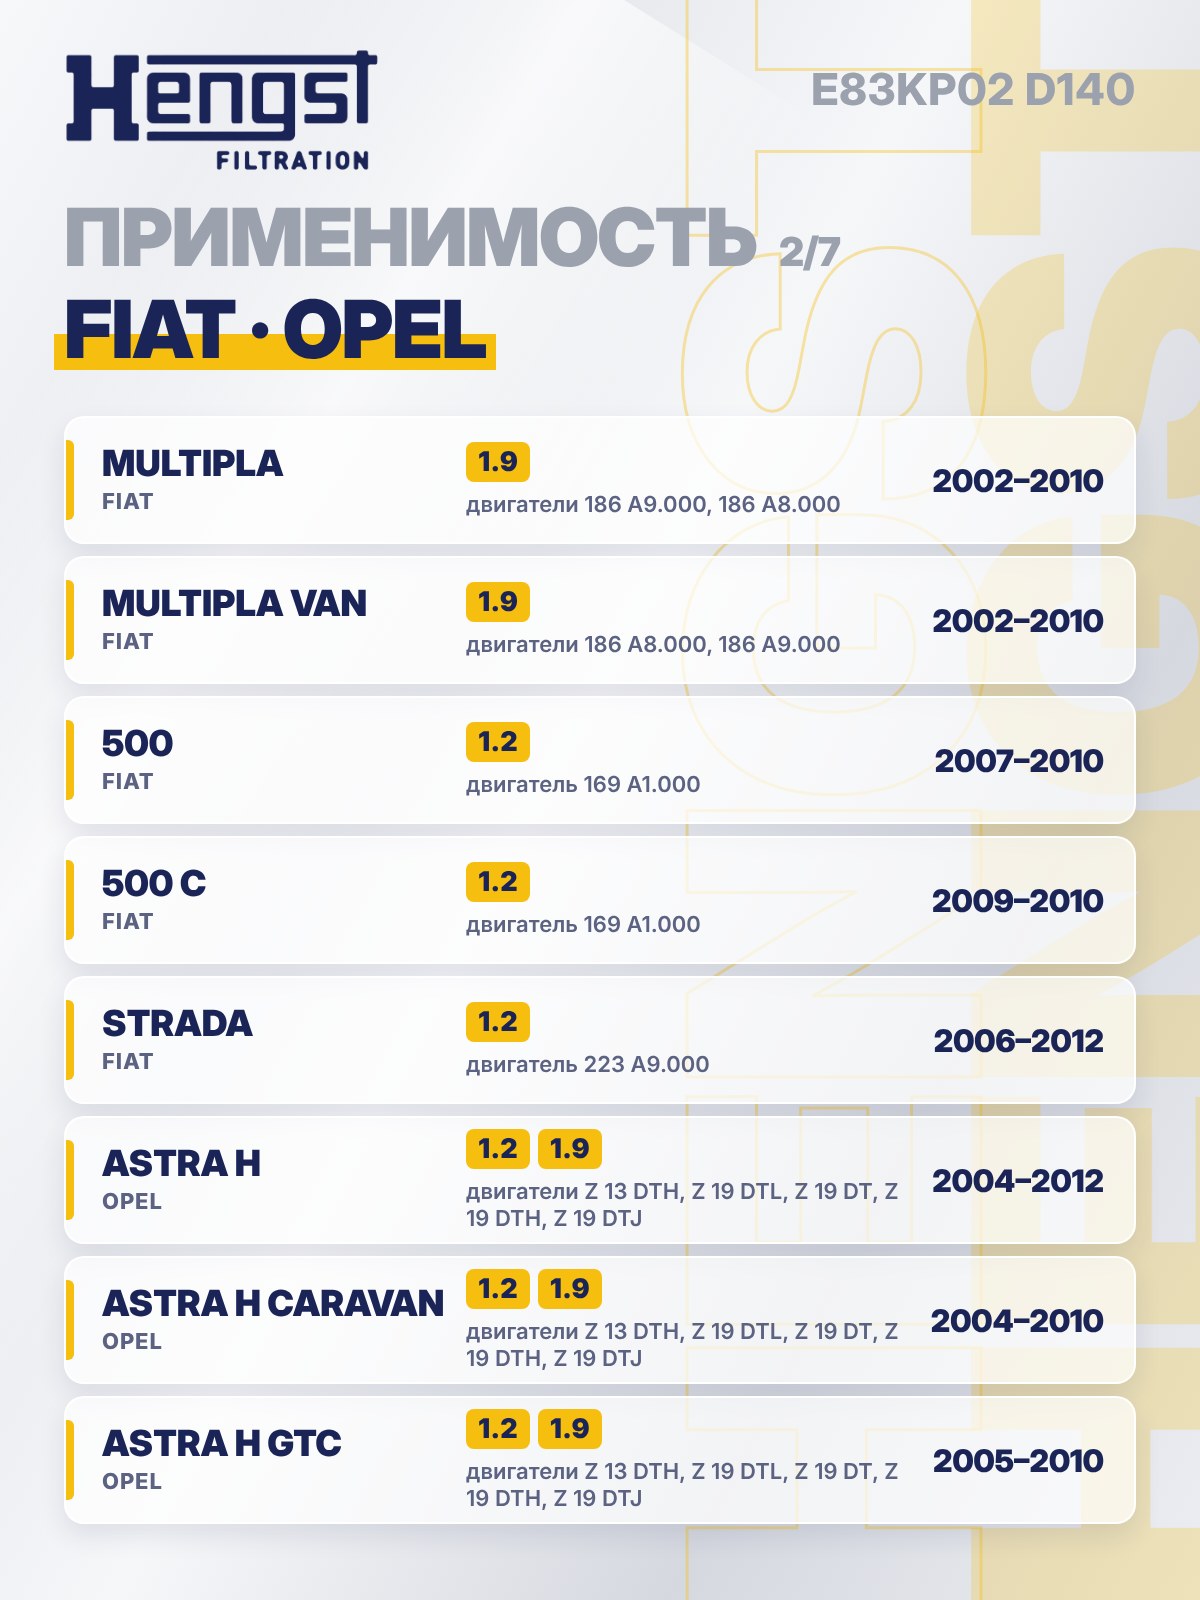 Hengst
FILTRATION
E83KP02 D140
ПРИМЕНИМОСТЬ 2/7
FIAT · OPEL
MULTIPLA
FIAT
1.9
двигатели 186 A9.000, 186 A8.000
2002–2010
MULTIPLA VAN
FIAT
1.9
двигатели 186 A8.000, 186 A9.000
2002–2010
500
FIAT
1.2
двигатель 169 A1.000
2007–2010
500 C
FIAT
1.2
двигатель 169 A1.000
2009–2010
STRADA
FIAT
1.2
двигатель 223 A9.000
2006–2012
ASTRA H
OPEL
1.2 1.9
двигатели Z 13 DTH, Z 19 DTL, Z 19 DT, Z
19 DTH, Z 19 DTJ
2004–2012
ASTRA H CARAVAN
OPEL
1.2 1.9
двигатели Z 13 DTH, Z 19 DTL, Z 19 DT, Z
19 DTH, Z 19 DTJ
2004–2010
ASTRA H GTC
OPEL
1.2 1.9
двигатели Z 13 DTH, Z 19 DTL, Z 19 DT, Z
19 DTH, Z 19 DTJ
2005–2010
HENGST
HENGST